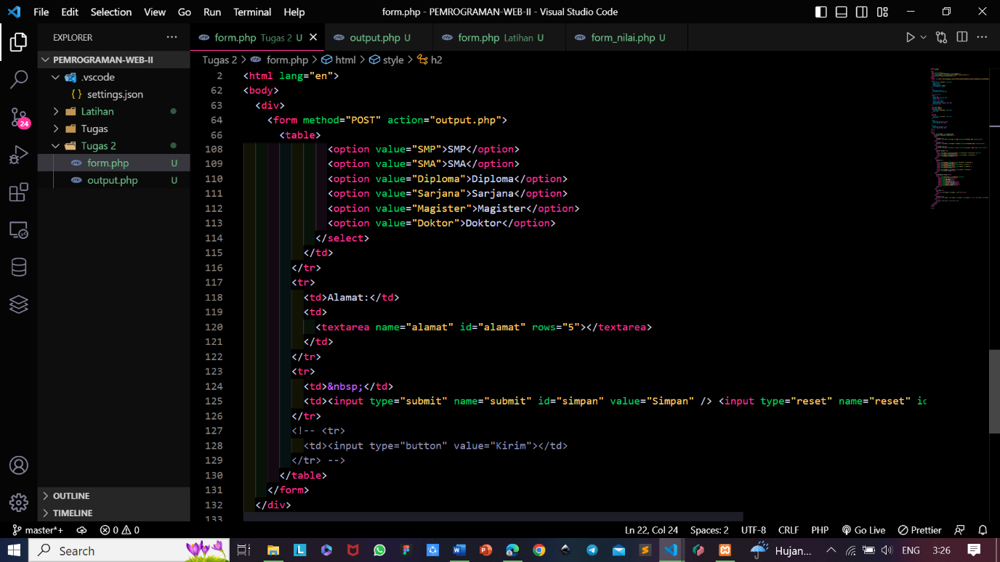 File Edit Selection View Go Run Terminal Help form.php - PEMROGRAMAN-WEB-II - Visual Studio Code
EXPLORER
PEMROGRAMAN-WEB-II
.vscode
{} settings.json
Latihan
Tugas
Tugas 2
form.php U
output.php U
OUTLINE
TIMELINE
24
form.php Tugas 2 U
output.php U
form.php Latihan U
form_nilai.php U
Tugas 2 > form.php > html > style > h2
2 <html lang="en">
62 <body>
63 <div>
64 <form method="POST" action="output.php">
66 <table>
108 <option value="SMP">SMP</option>
109 <option value="SMA">SMA</option>
110 <option value="Diploma">Diploma</option>
111 <option value="Sarjana">Sarjana</option>
112 <option value="Magister">Magister</option>
113 <option value="Doktor">Doktor</option>
114 </select>
115 </td>
116 </tr>
117 <tr>
118 <td>Alamat:</td>
119 <td>
120 <textarea name="alamat" id="alamat" rows="5"></textarea>
121 </td>
122 </tr>
123 <tr>
124 <td>&nbsp;</td>
125 <td><input type="submit" name="submit" id="simpan" value="Simpan" /> <input type="reset" name="reset" id
126 </tr>
127 <!-- <tr>
128 <td><input type="button" value="Kirim"></td>
129 </tr> -->
130 </table>
131 </form>
132 </div>
133
master*+ 0 0 Ln 22, Col 24 Spaces: 2 UTF-8 CRLF PHP Go Live Prettier
Search Hujan... ENG 3:26